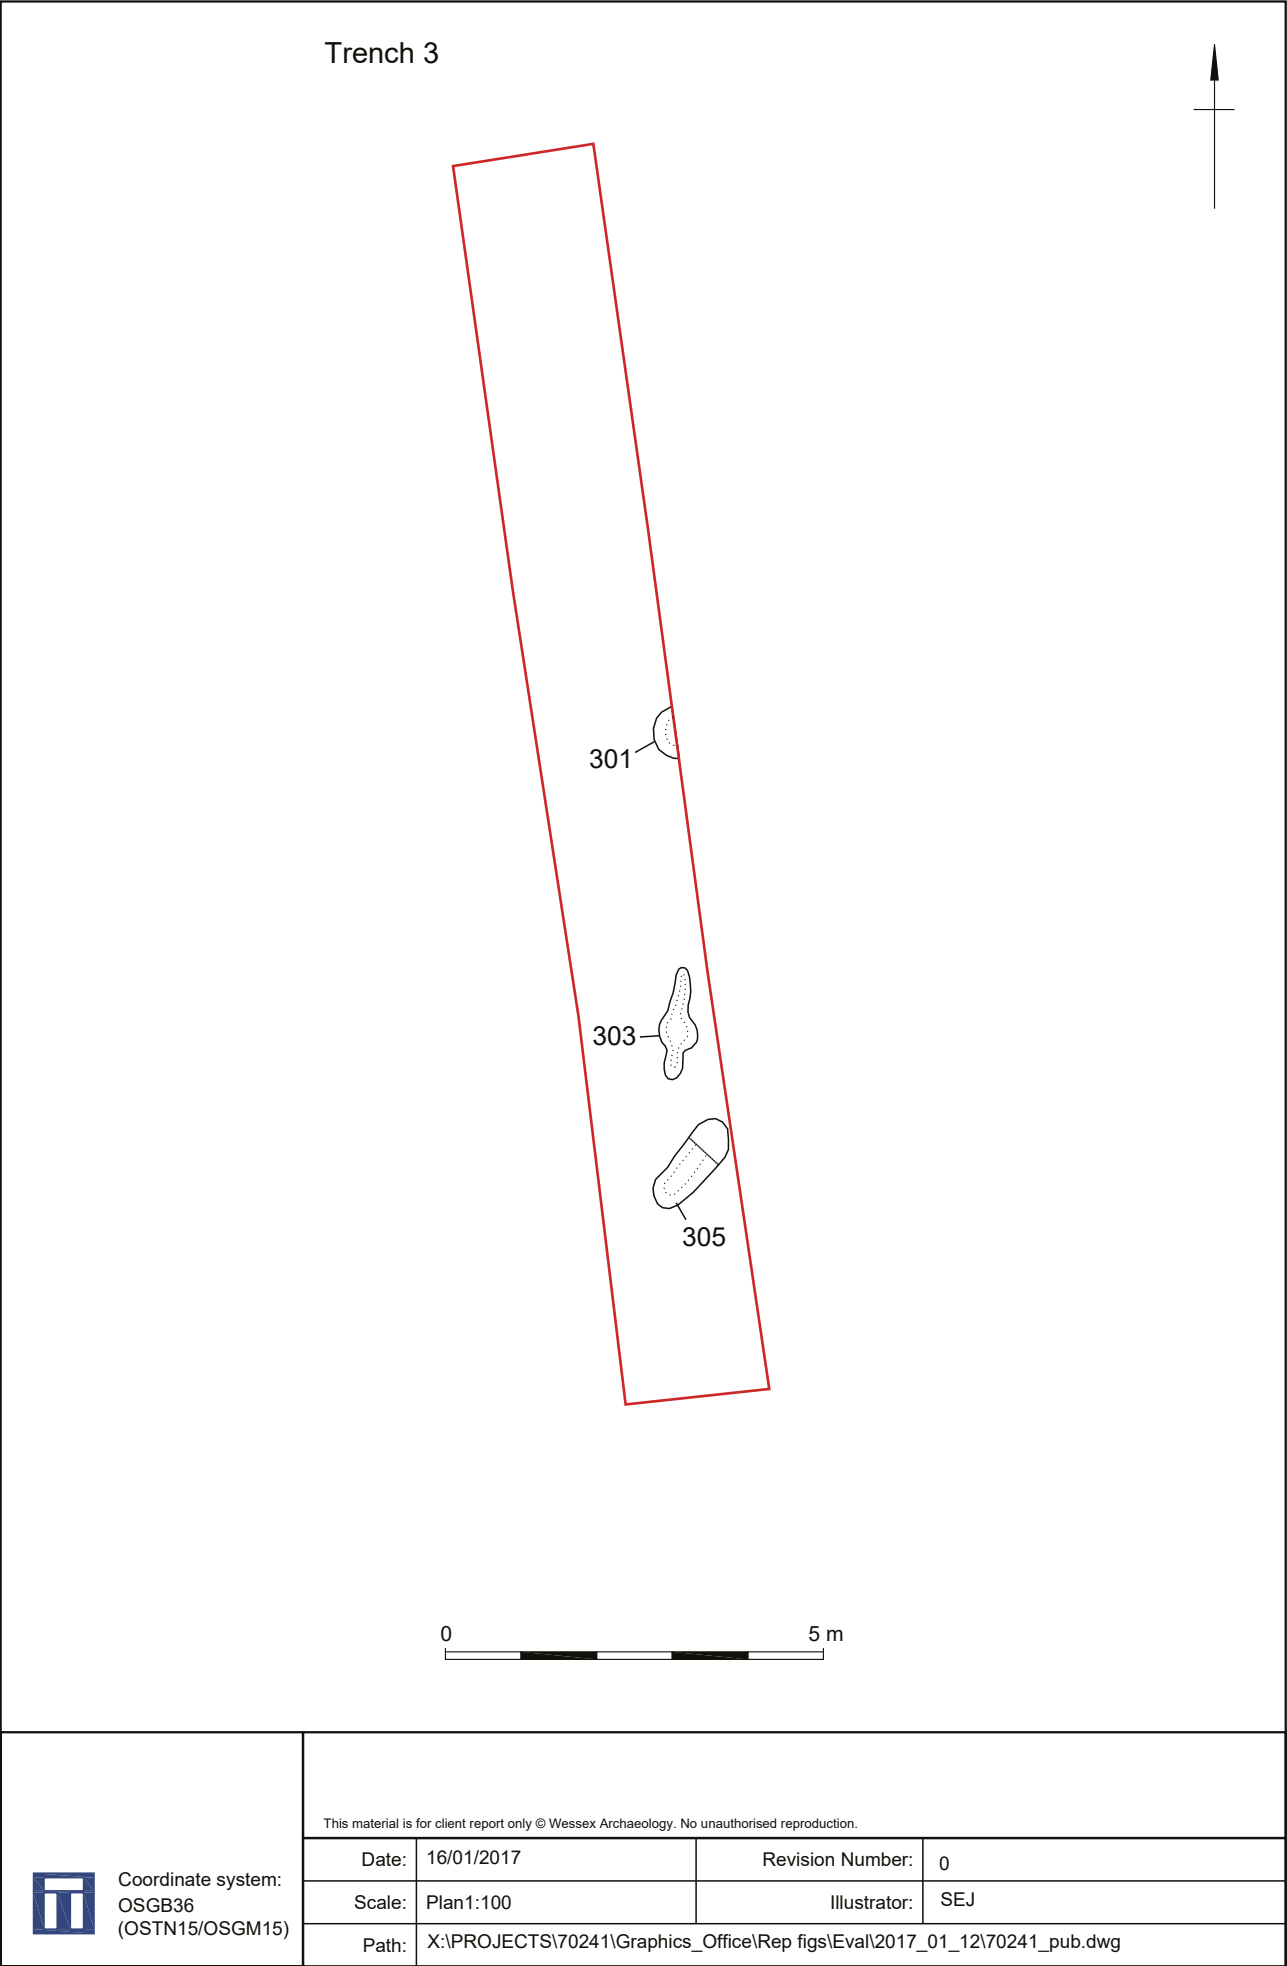 Trench 3
301
303
305
0 5 m
This material is for client report only © Wessex Archaeology. No unauthorised reproduction.
Coordinate system:
OSGB36
(OSTN15/OSGM15)
Date: 16/01/2017 Revision Number: 0
Scale: Plan1:100 Illustrator: SEJ
Path: X:\PROJECTS\70241\Graphics_Office\Rep figs\Eval\2017_01_12\70241_pub.dwg